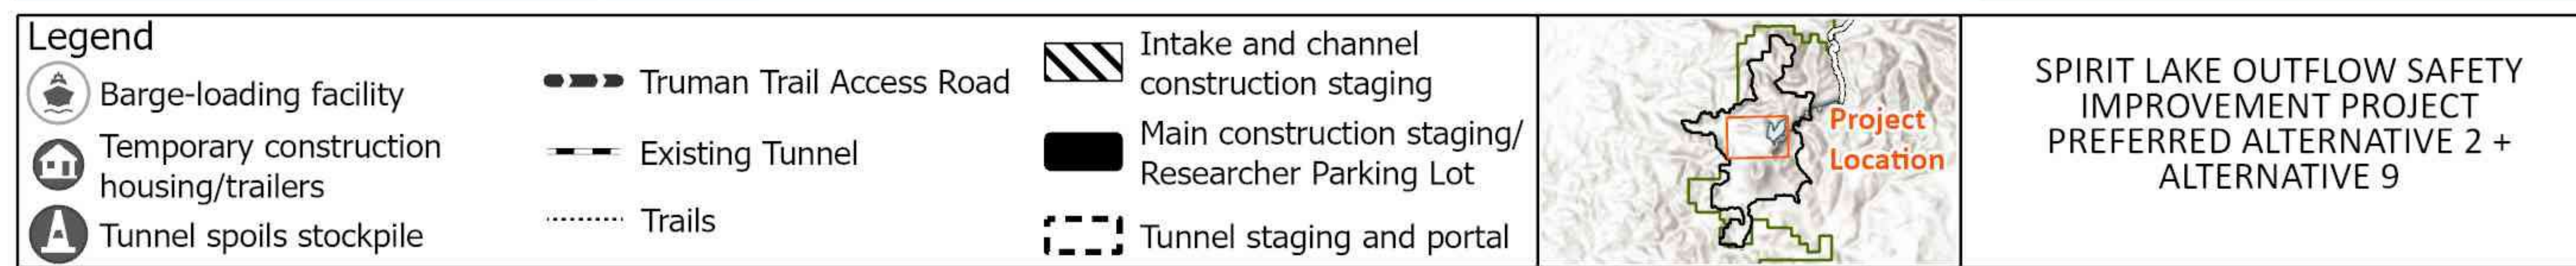 Legend
Barge-loading facility
Temporary construction
housing/trailers
Tunnel spoils stockpile
Truman Trail Access Road
Existing Tunnel
Trails
Intake and channel
construction staging
Main construction staging/
Researcher Parking Lot
Tunnel staging and portal
Project
Location
SPIRIT LAKE OUTFLOW SAFETY
IMPROVEMENT PROJECT
PREFERRED ALTERNATIVE 2 +
ALTERNATIVE 9